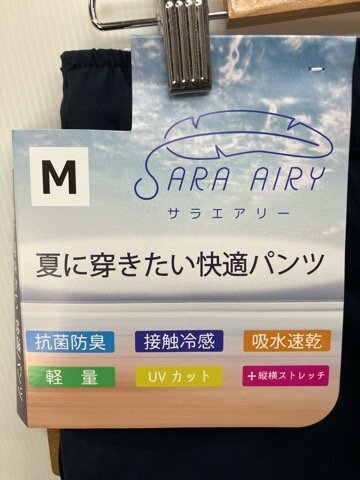 M
SARA AIRY
サラエアリー
夏に穿きたい快適パンツ
抗菌防臭
接触冷感
吸水速乾
軽量
UVカット
+縦横ストレッチ